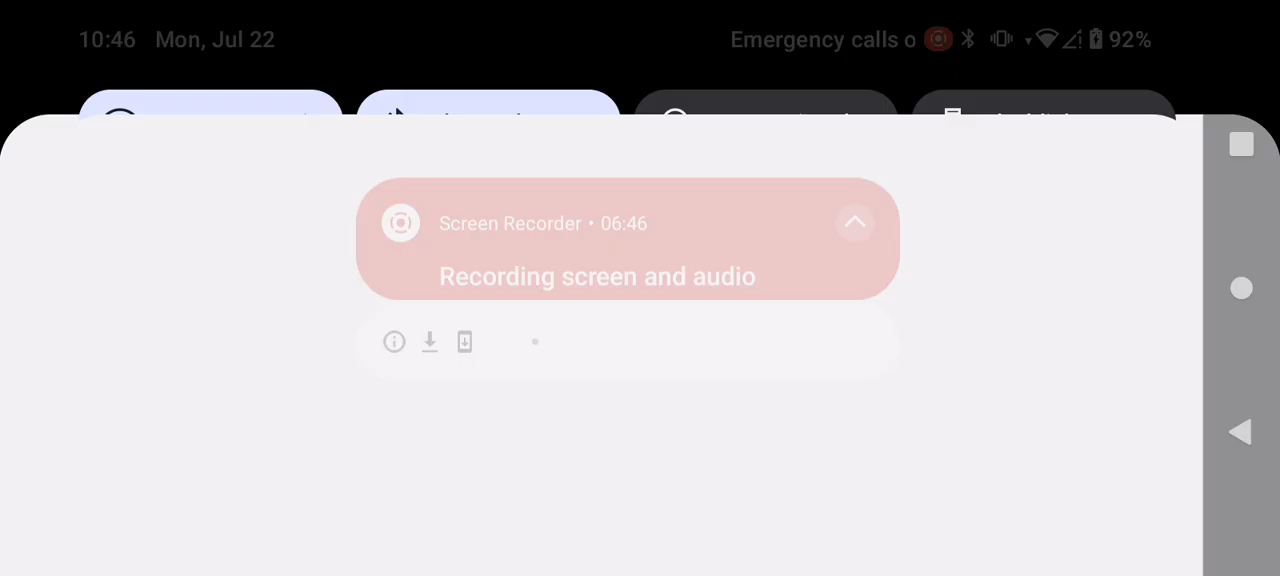 10:46 Mon, Jul 22
Emergency calls o 92%
Screen Recorder • 06:46
Recording screen and audio